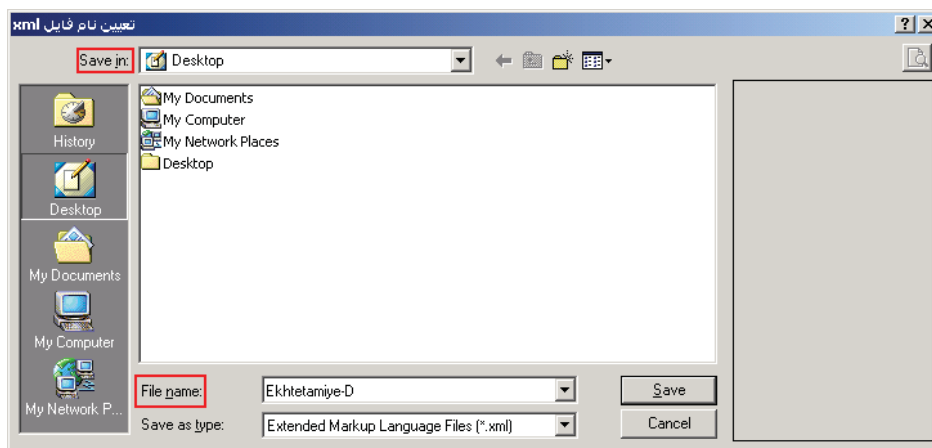 تعیین نام فایل xml
Save in: Desktop
My Documents
My Computer
My Network Places
Desktop
History
Desktop
My Documents
My Computer
My Network P...
File name: Ekhtetamiye-D Save
Save as type: Extended Markup Language Files (*.xml) Cancel